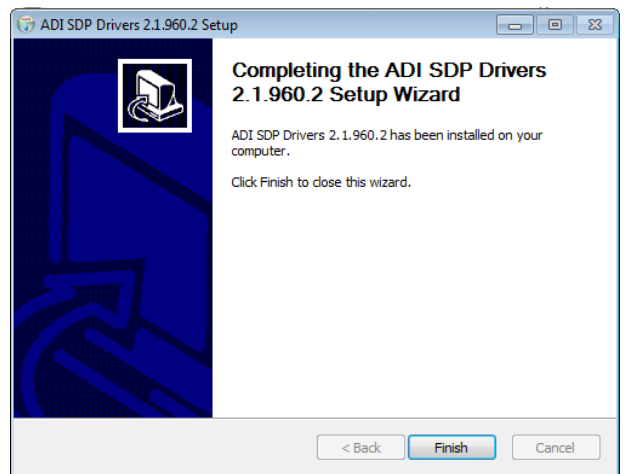 ADI SDP Drivers 2.1.960.2 Setup
Completing the ADI SDP Drivers
2.1.960.2 Setup Wizard
ADI SDP Drivers 2.1.960.2 has been installed on your
computer.
Click Finish to close this wizard.
< Back
Finish
Cancel